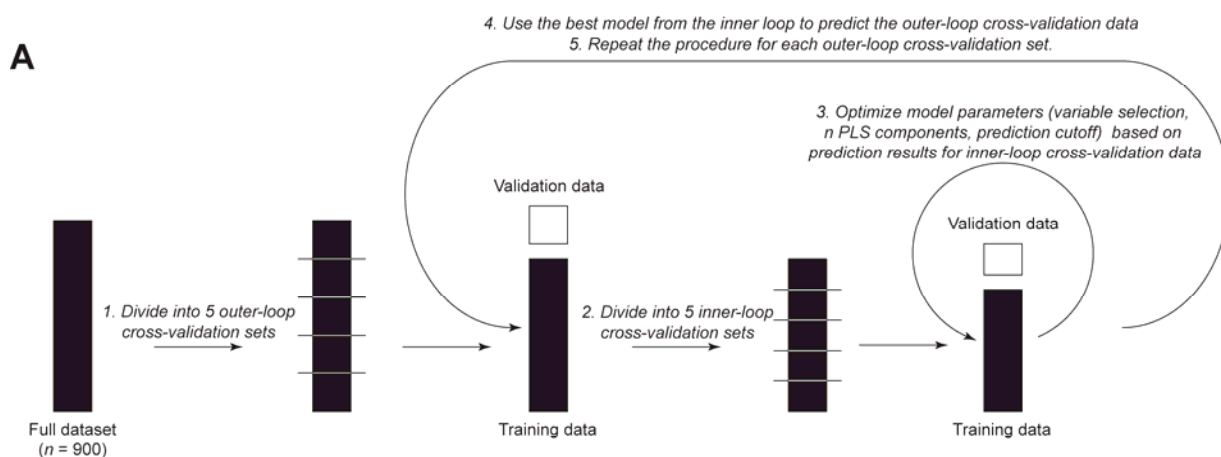 4. Use the best model from the inner loop to predict the outer-loop cross-validation data
5. Repeat the procedure for each outer-loop cross-validation set.
A
3. Optimize model parameters (variable selection,
n PLS components, prediction cutoff) based on
prediction results for inner-loop cross-validation data
Validation data
Validation data
1. Divide into 5 outer-loop
cross-validation sets
2. Divide into 5 inner-loop
cross-validation sets
Full dataset
(n = 900)
Training data
Training data